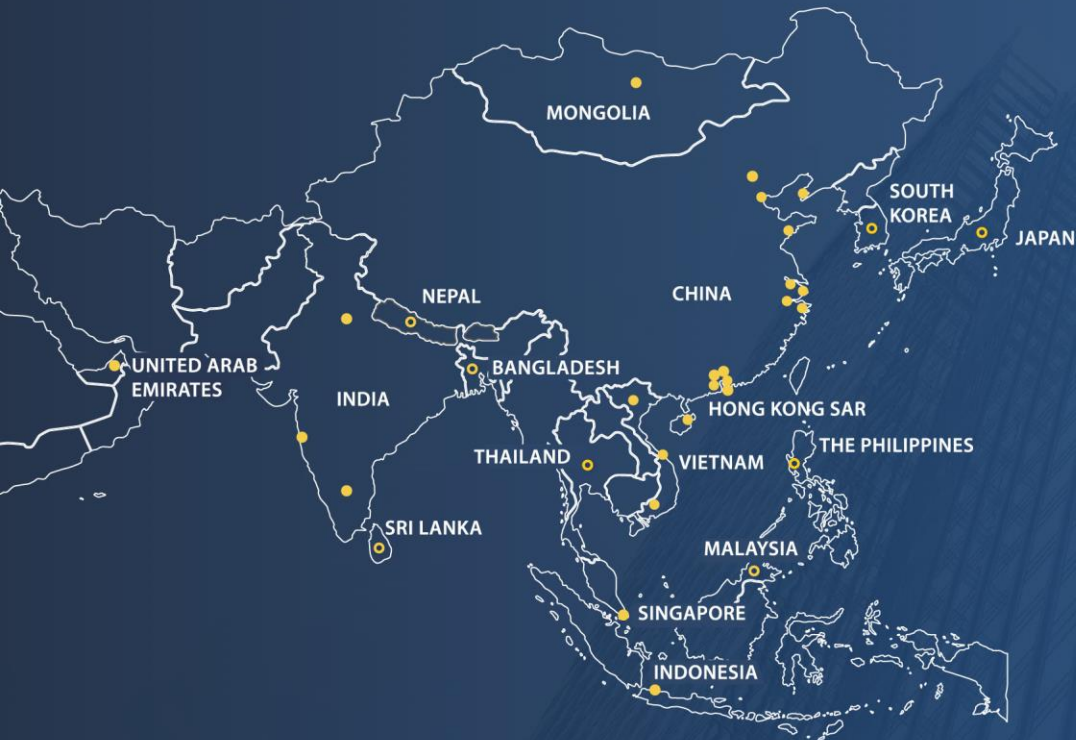 MONGOLIA
SOUTH
KOREA
JAPAN
CHINA
NEPAL
UNITED ARAB
EMIRATES
BANGLADESH
INDIA
HONG KONG SAR
THE PHILIPPINES
THAILAND
VIETNAM
SRI LANKA
MALAYSIA
SINGAPORE
INDONESIA